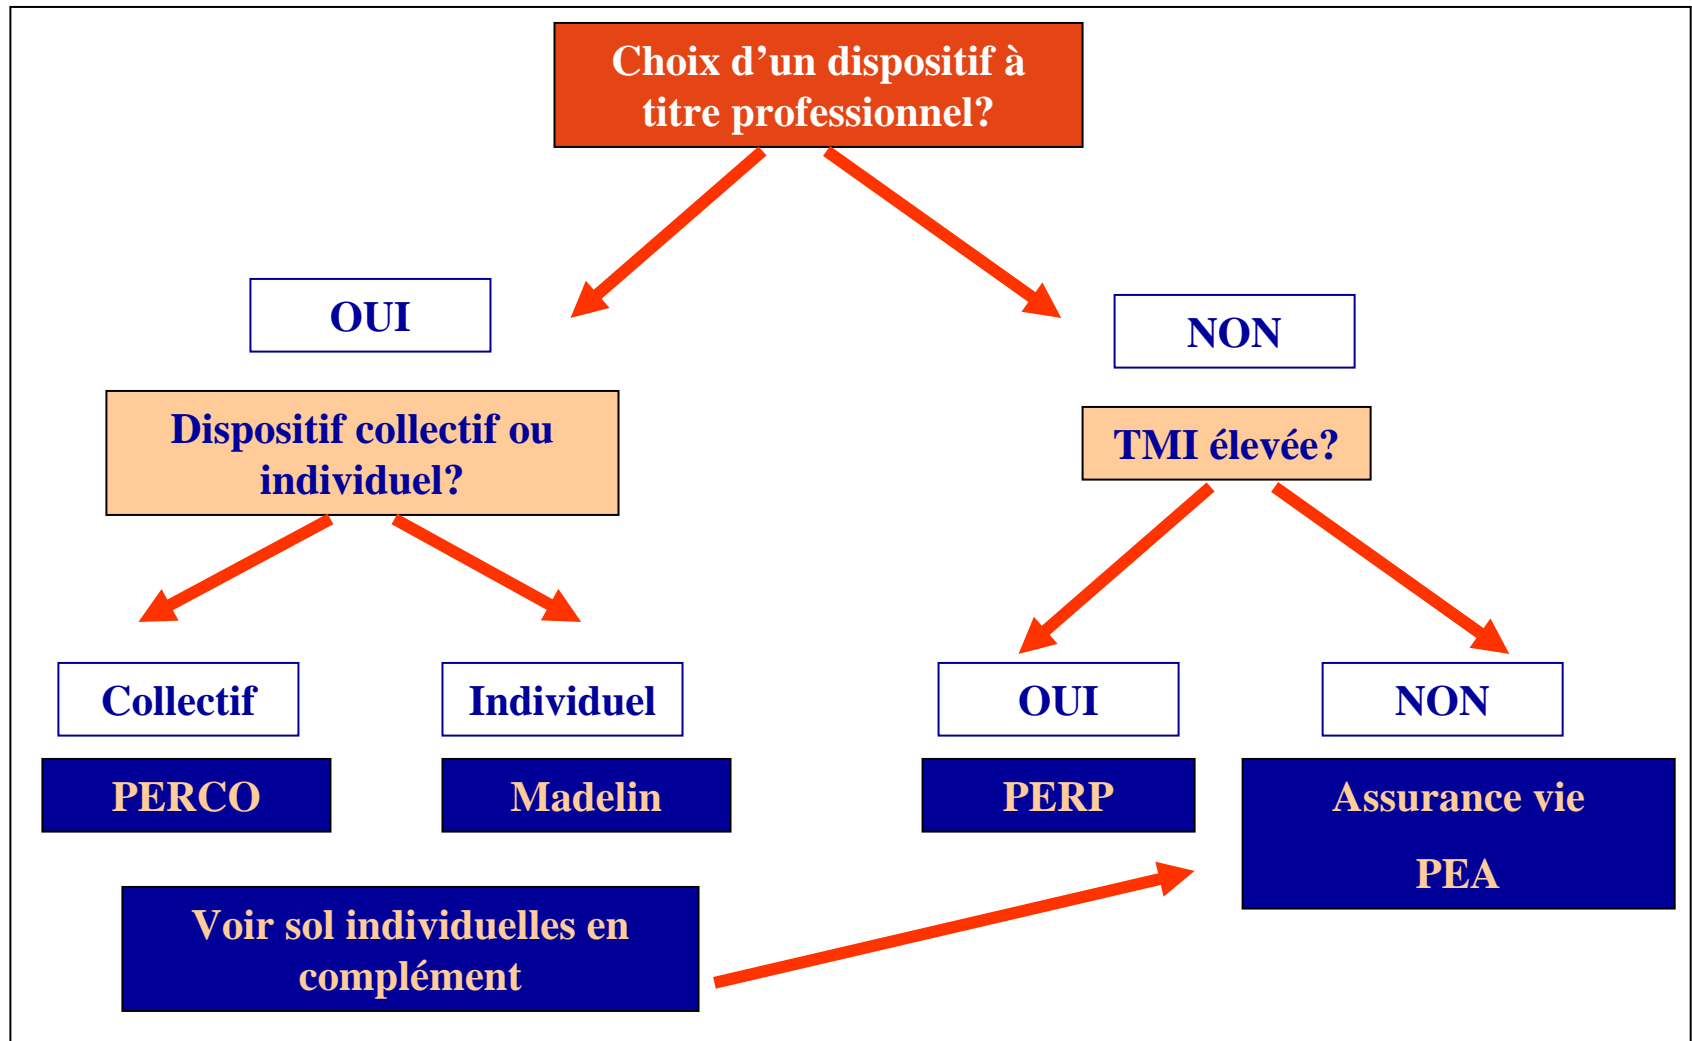 Choix d’un dispositif à
titre professionnel?
OUI
NON
Dispositif collectif ou
individuel?
TMI élevée?
Collectif
Individuel
OUI
NON
PERCO
Madelin
PERP
Assurance vie
PEA
Voir sol individuelles en
complément